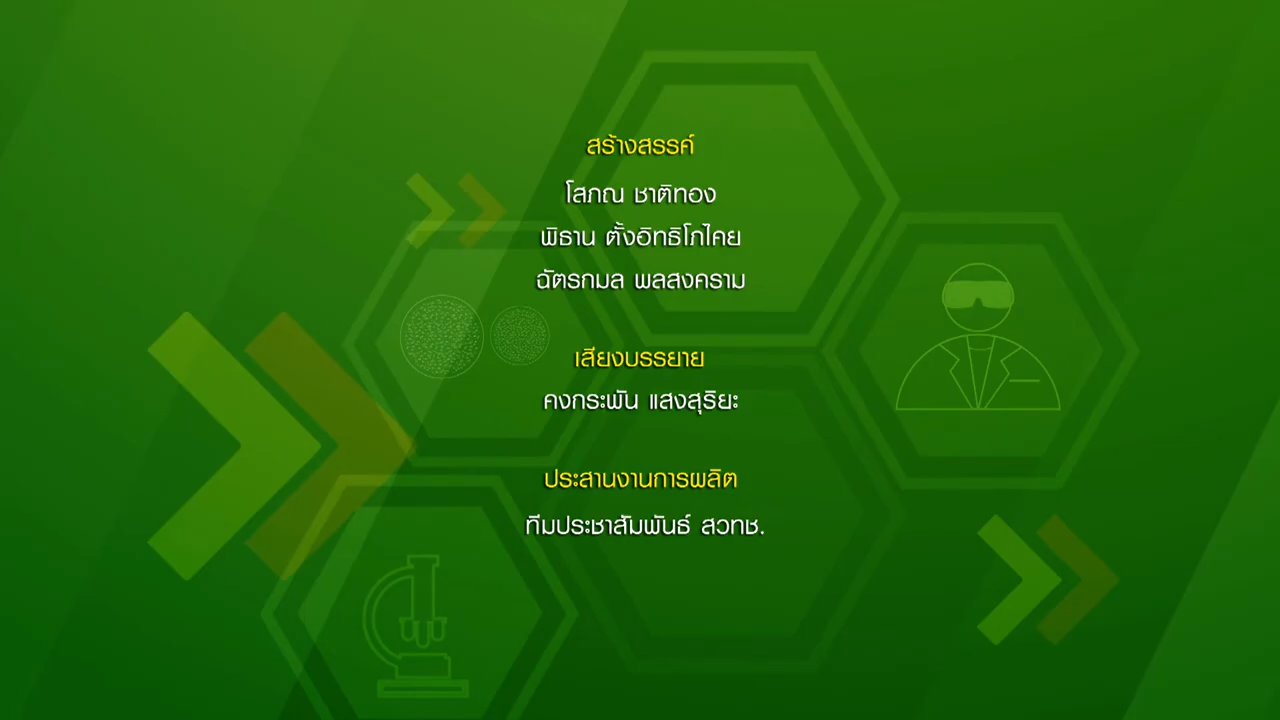 สร้างสรรค์
โสภณ ชาติทอง
พิธาน ตั้งอิทธิโภไคย
ฉัตรกมล พลสงคราม
เสียงบรรยาย
คงกระพัน แสงสุริยะ
ประสานงานการผลิต
ทีมประชาสัมพันธ์ สวทช.